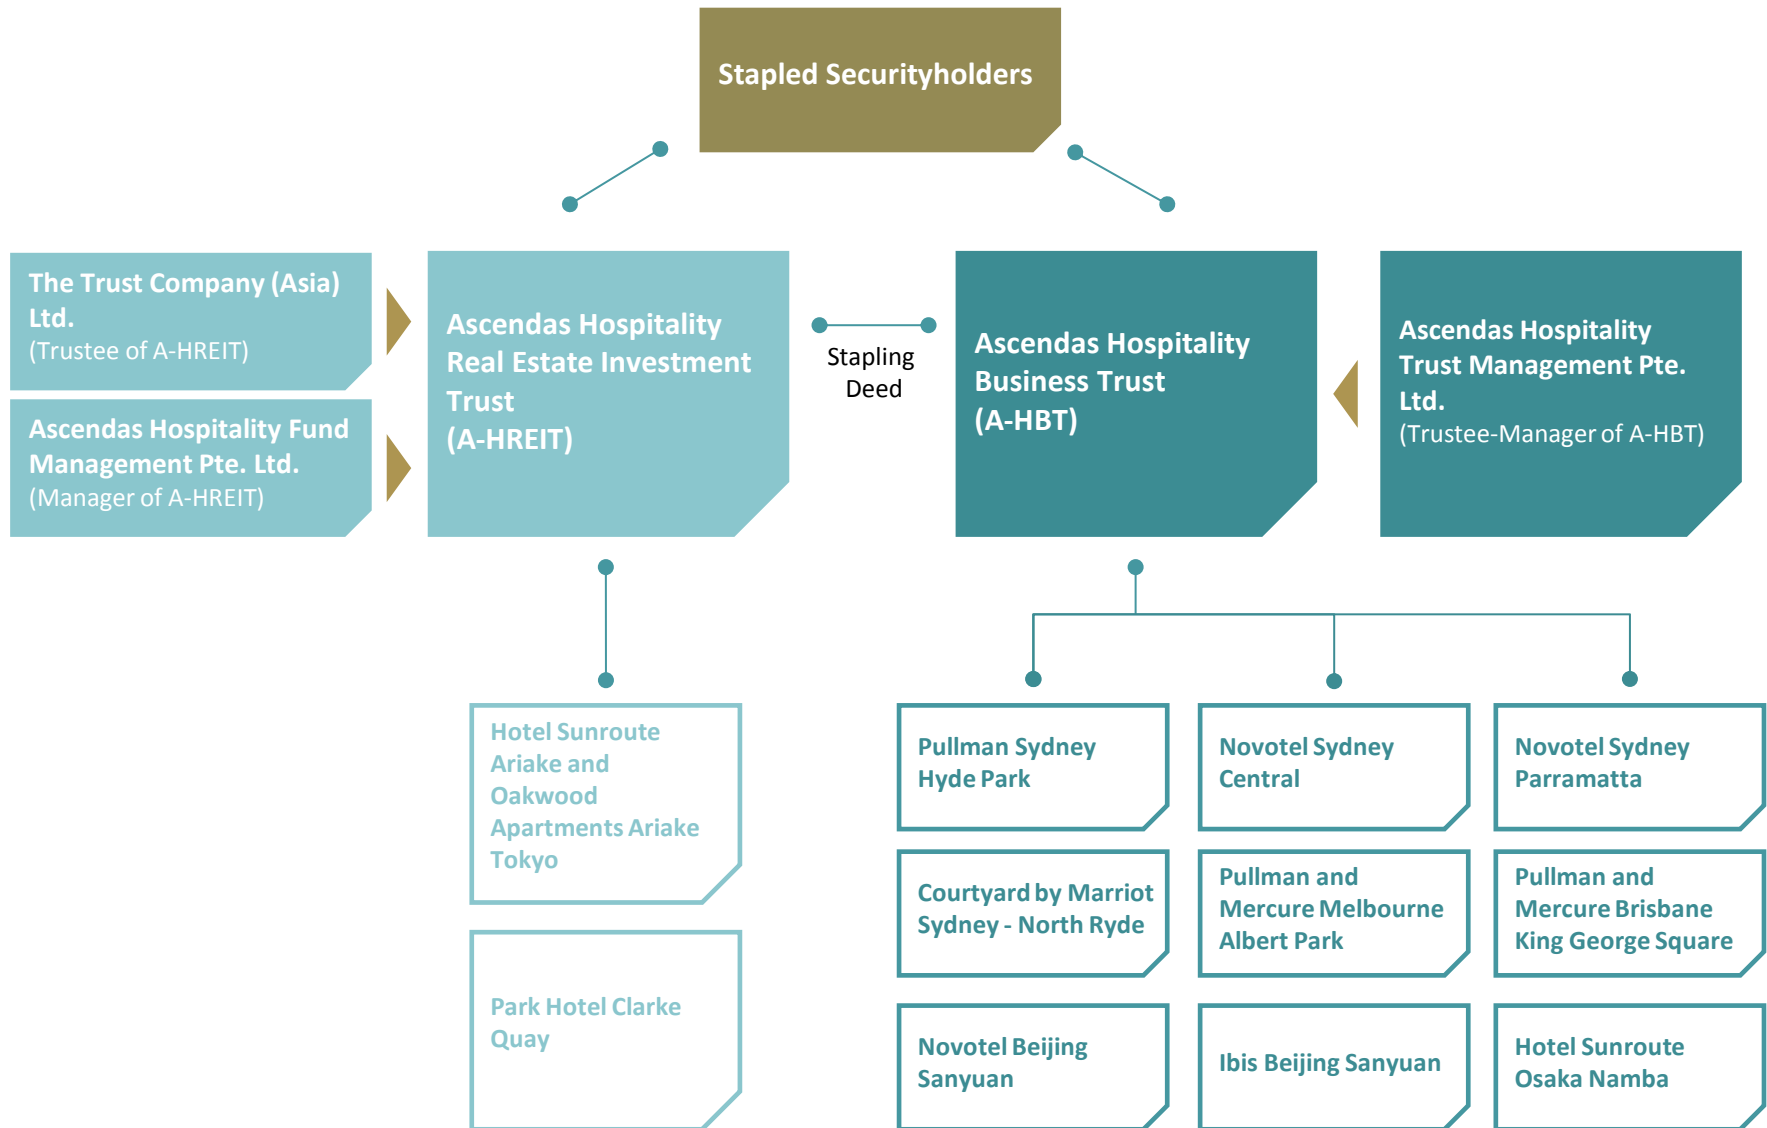 Stapled Securityholders
The Trust Company (Asia)
Ltd.
(Trustee of A-HREIT)
Ascendas Hospitality Fund
Management Pte. Ltd.
(Manager of A-HREIT)
Ascendas Hospitality
Real Estate Investment
Trust
(A-HREIT)
Stapling
Deed
Ascendas Hospitality
Business Trust
(A-HBT)
Ascendas Hospitality
Trust Management Pte.
Ltd.
(Trustee-Manager of A-HBT)
Hotel Sunroute
Ariake and
Oakwood
Apartments Ariake
Tokyo
Park Hotel Clarke
Quay
Pullman Sydney
Hyde Park
Novotel Sydney
Central
Novotel Sydney
Parramatta
Courtyard by Marriot
Sydney - North Ryde
Pullman and
Mercure Melbourne
Albert Park
Pullman and
Mercure Brisbane
King George Square
Novotel Beijing
Sanyuan
Ibis Beijing Sanyuan
Hotel Sunroute
Osaka Namba